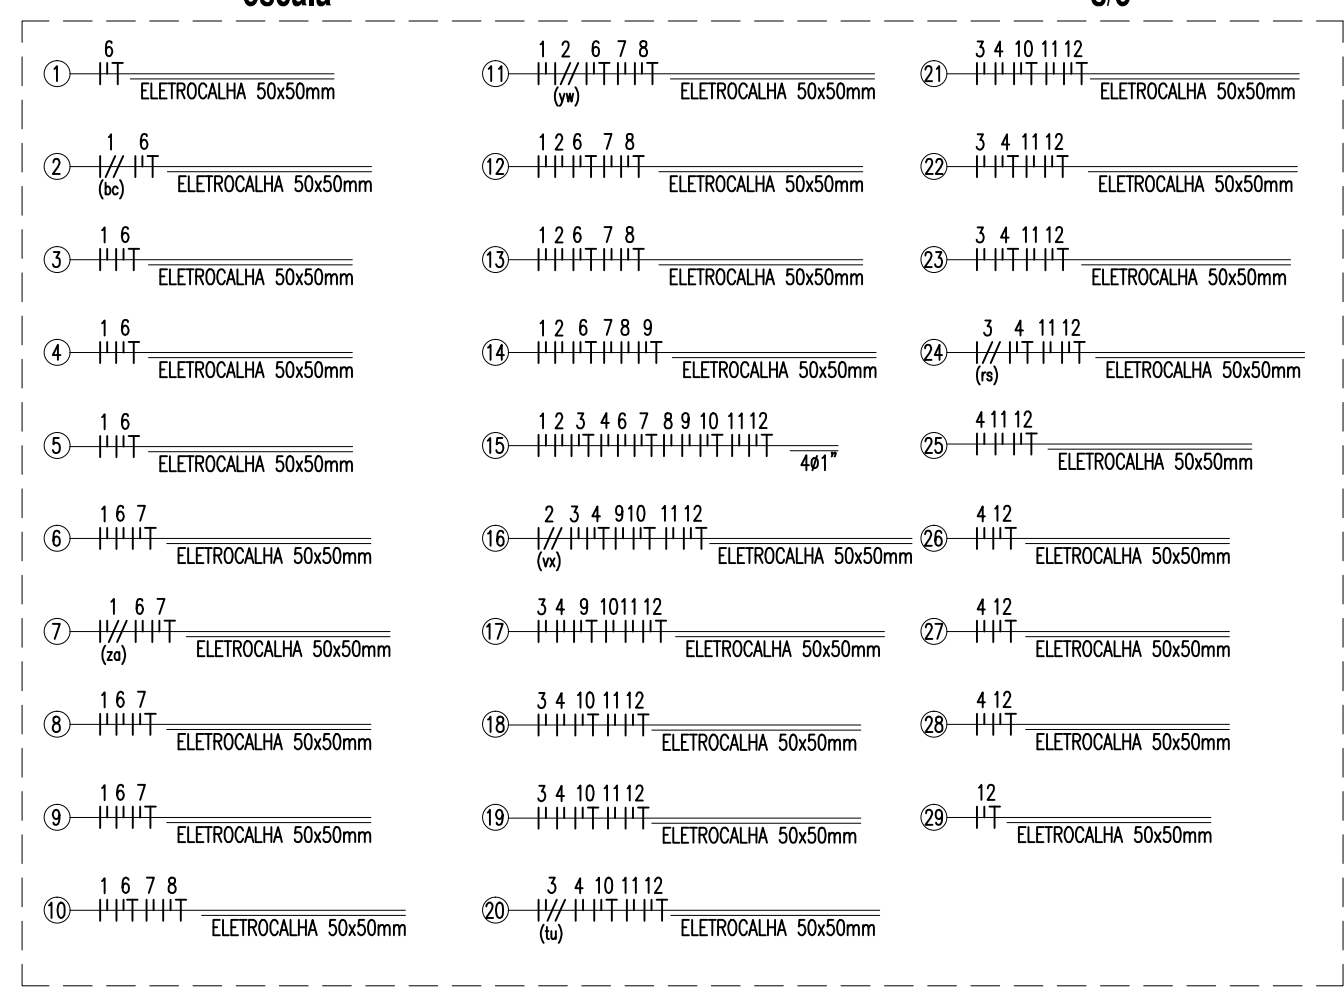 1 6 ELETROCALHA 50x50mm
2 1 6 (bc) ELETROCALHA 50x50mm
3 1 6 ELETROCALHA 50x50mm
4 1 6 ELETROCALHA 50x50mm
5 1 6 ELETROCALHA 50x50mm
6 1 6 7 ELETROCALHA 50x50mm
7 1 6 7 (za) ELETROCALHA 50x50mm
8 1 6 7 ELETROCALHA 50x50mm
9 1 6 7 ELETROCALHA 50x50mm
10 1 6 7 8 ELETROCALHA 50x50mm
11 1 2 6 7 8 (yw) ELETROCALHA 50x50mm
12 1 2 6 7 8 ELETROCALHA 50x50mm
13 1 2 6 7 8 ELETROCALHA 50x50mm
14 1 2 6 7 8 9 ELETROCALHA 50x50mm
15 1 2 3 4 6 7 8 9 10 11 12 4ø1"
16 2 3 4 9 10 11 12 (vx) ELETROCALHA 50x50mm
17 3 4 9 10 11 12 ELETROCALHA 50x50mm
18 3 4 10 11 12 ELETROCALHA 50x50mm
19 3 4 10 11 12 ELETROCALHA 50x50mm
20 3 4 10 11 12 (tu) ELETROCALHA 50x50mm
21 3 4 10 11 12 ELETROCALHA 50x50mm
22 3 4 11 12 ELETROCALHA 50x50mm
23 3 4 11 12 ELETROCALHA 50x50mm
24 3 4 11 12 (rs) ELETROCALHA 50x50mm
25 4 11 12 ELETROCALHA 50x50mm
26 4 12 ELETROCALHA 50x50mm
27 4 12 ELETROCALHA 50x50mm
28 4 12 ELETROCALHA 50x50mm
29 12 ELETROCALHA 50x50mm